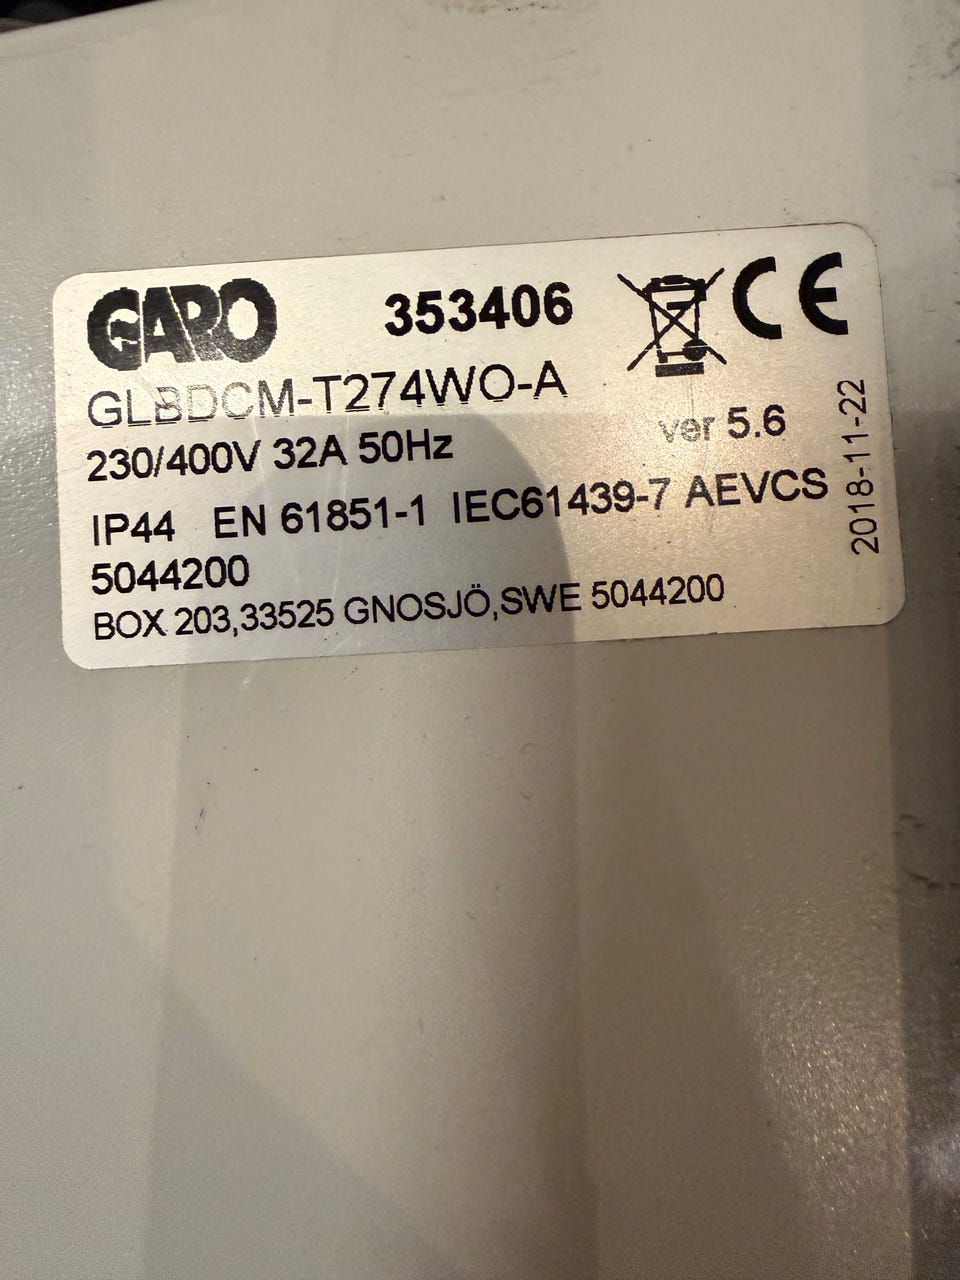 GARO 353406 CE
GLBDCM-T274WO-A
230/400V 32A 50Hz ver 5.6
IP44 EN 61851-1 IEC61439-7 AEVCS
5044200
BOX 203,33525 GNOSJÖ,SWE 5044200
2018-11-22